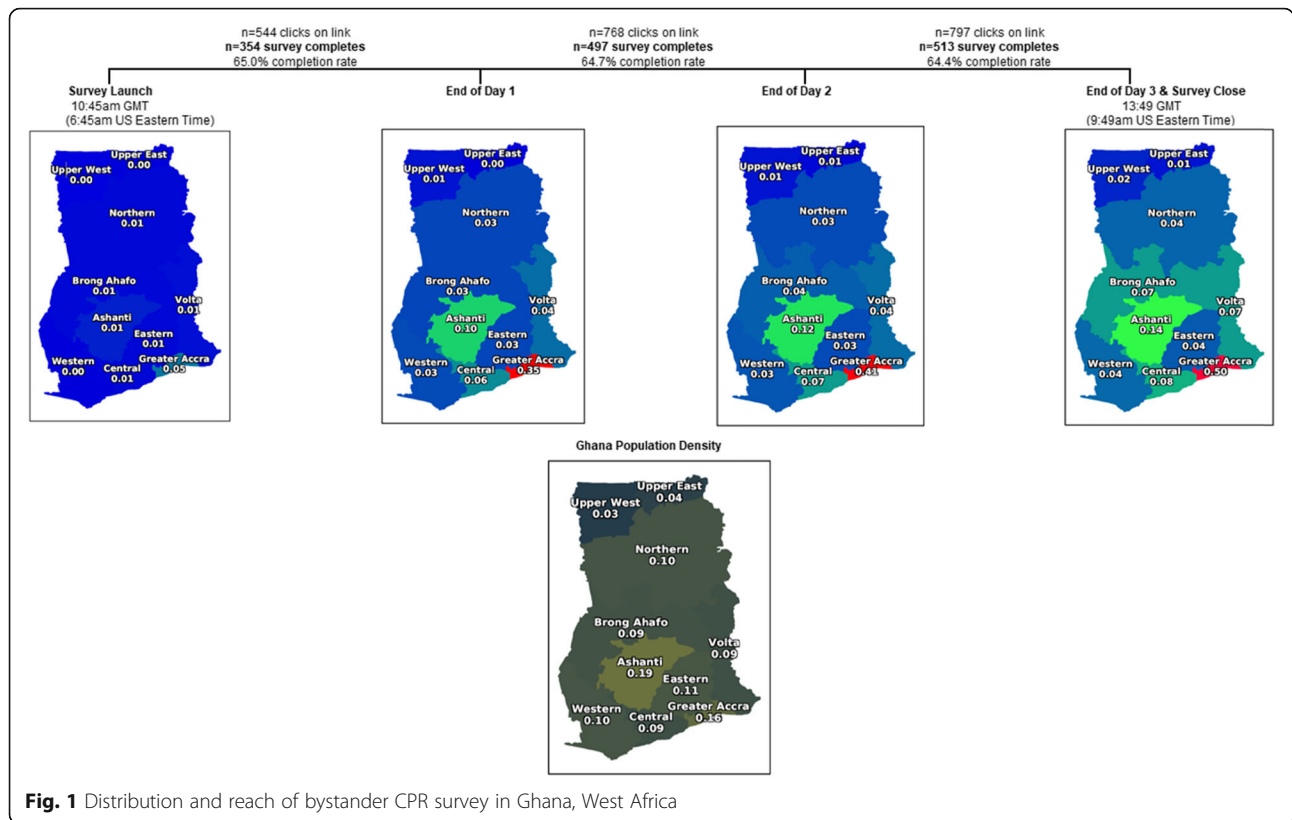 n=544 clicks on link
n=354 survey completes
65.0% completion rate
n=768 clicks on link
n=497 survey completes
64.7% completion rate
n=797 clicks on link
n=513 survey completes
64.4% completion rate
Survey Launch
10:45am GMT
(6:45am US Eastern Time)
End of Day 1
End of Day 2
End of Day 3 & Survey Close
13:49 GMT
(9:49am US Eastern Time)
Upper East
0.00
Upper West
0.00
Northern
0.01
Brong Ahafo
0.01
Volta
0.01
Ashanti
0.01
Eastern
0.01
Western
0.00
Central
0.01
Greater Accra
0.05
Upper East
0.00
Upper West
0.01
Northern
0.03
Brong Ahafo
0.03
Volta
0.04
Ashanti
0.10
Eastern
0.03
Western
0.03
Central
0.06
Greater Accra
0.35
Upper East
0.01
Upper West
0.01
Northern
0.03
Brong Ahafo
0.04
Volta
0.04
Ashanti
0.12
Eastern
0.03
Western
0.03
Central
0.07
Greater Accra
0.41
Upper East
0.01
Upper West
0.02
Northern
0.04
Brong Ahafo
0.07
Volta
0.07
Ashanti
0.14
Eastern
0.04
Western
0.04
Central
0.08
Greater Accra
0.50
Ghana Population Density
Upper East
0.04
Upper West
0.03
Northern
0.10
Brong Ahafo
0.09
Volta
0.09
Ashanti
0.19
Eastern
0.11
Western
0.10
Central
0.09
Greater Accra
0.16
Fig. 1 Distribution and reach of bystander CPR survey in Ghana, West Africa